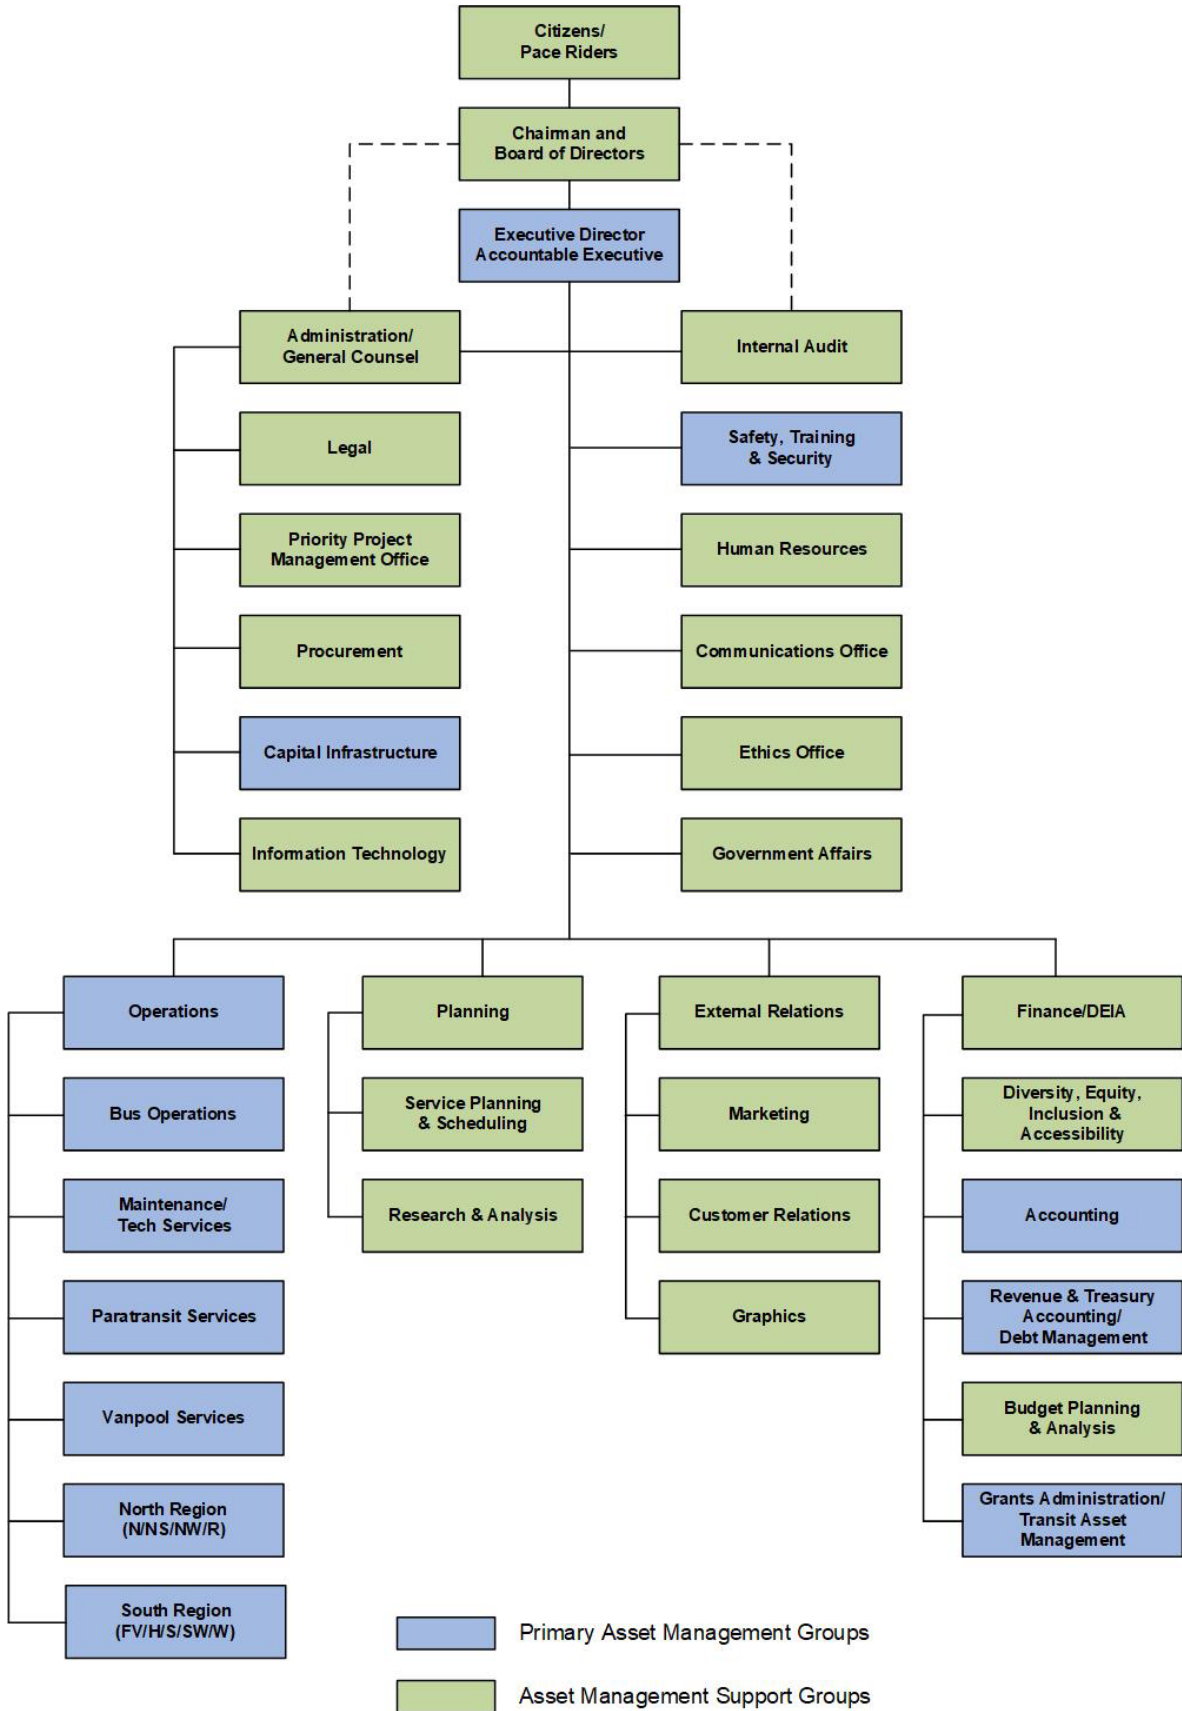 Citizens/
Pace Riders
Chairman and
Board of Directors
Executive Director
Accountable Executive
Administration/
General Counsel
Internal Audit
Legal
Safety, Training
& Security
Priority Project
Management Office
Human Resources
Procurement
Communications Office
Capital Infrastructure
Ethics Office
Information Technology
Government Affairs
Operations
Bus Operations
Maintenance/
Tech Services
Paratransit Services
Vanpool Services
North Region
(N/NS/NW/R)
South Region
(FV/H/S/SW/W)
Planning
Service Planning
& Scheduling
Research & Analysis
External Relations
Marketing
Customer Relations
Graphics
Finance/DEIA
Diversity, Equity,
Inclusion &
Accessibility
Accounting
Revenue & Treasury
Accounting/
Debt Management
Budget Planning
& Analysis
Grants Administration/
Transit Asset
Management
Primary Asset Management Groups
Asset Management Support Groups